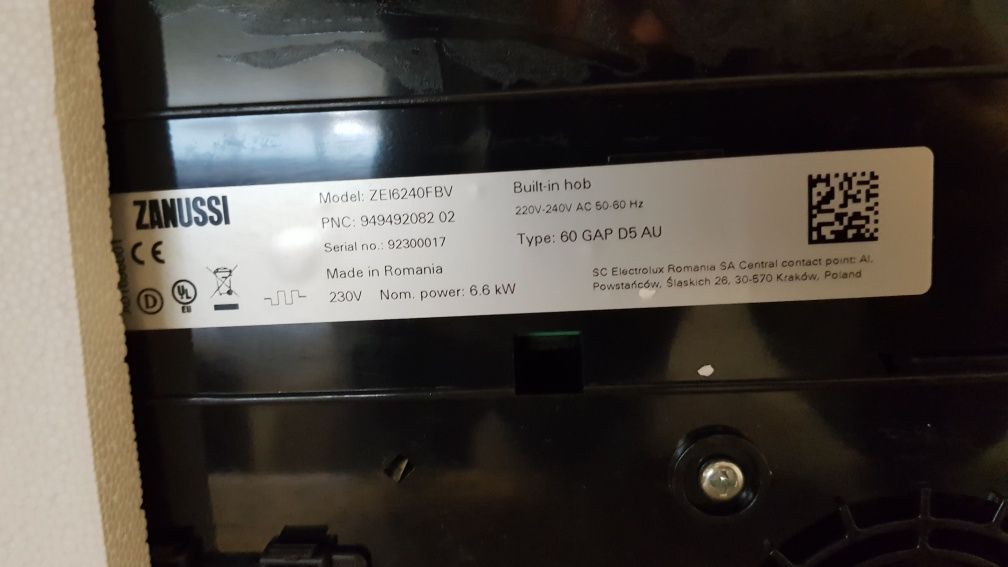 ZANUSSI
CE
D
UL
EU
Model: ZEI6240FBV
PNC: 949492082 02
Serial no.: 92300017
Made in Romania
230V Nom. power: 6.6 kW
Built-in hob
220V-240V AC 50-60 Hz
Type: 60 GAP D5 AU
SC Electrolux Romania SA Central contact point: Al.
Powstańców, Śląskich 26, 30-570 Kraków, Poland